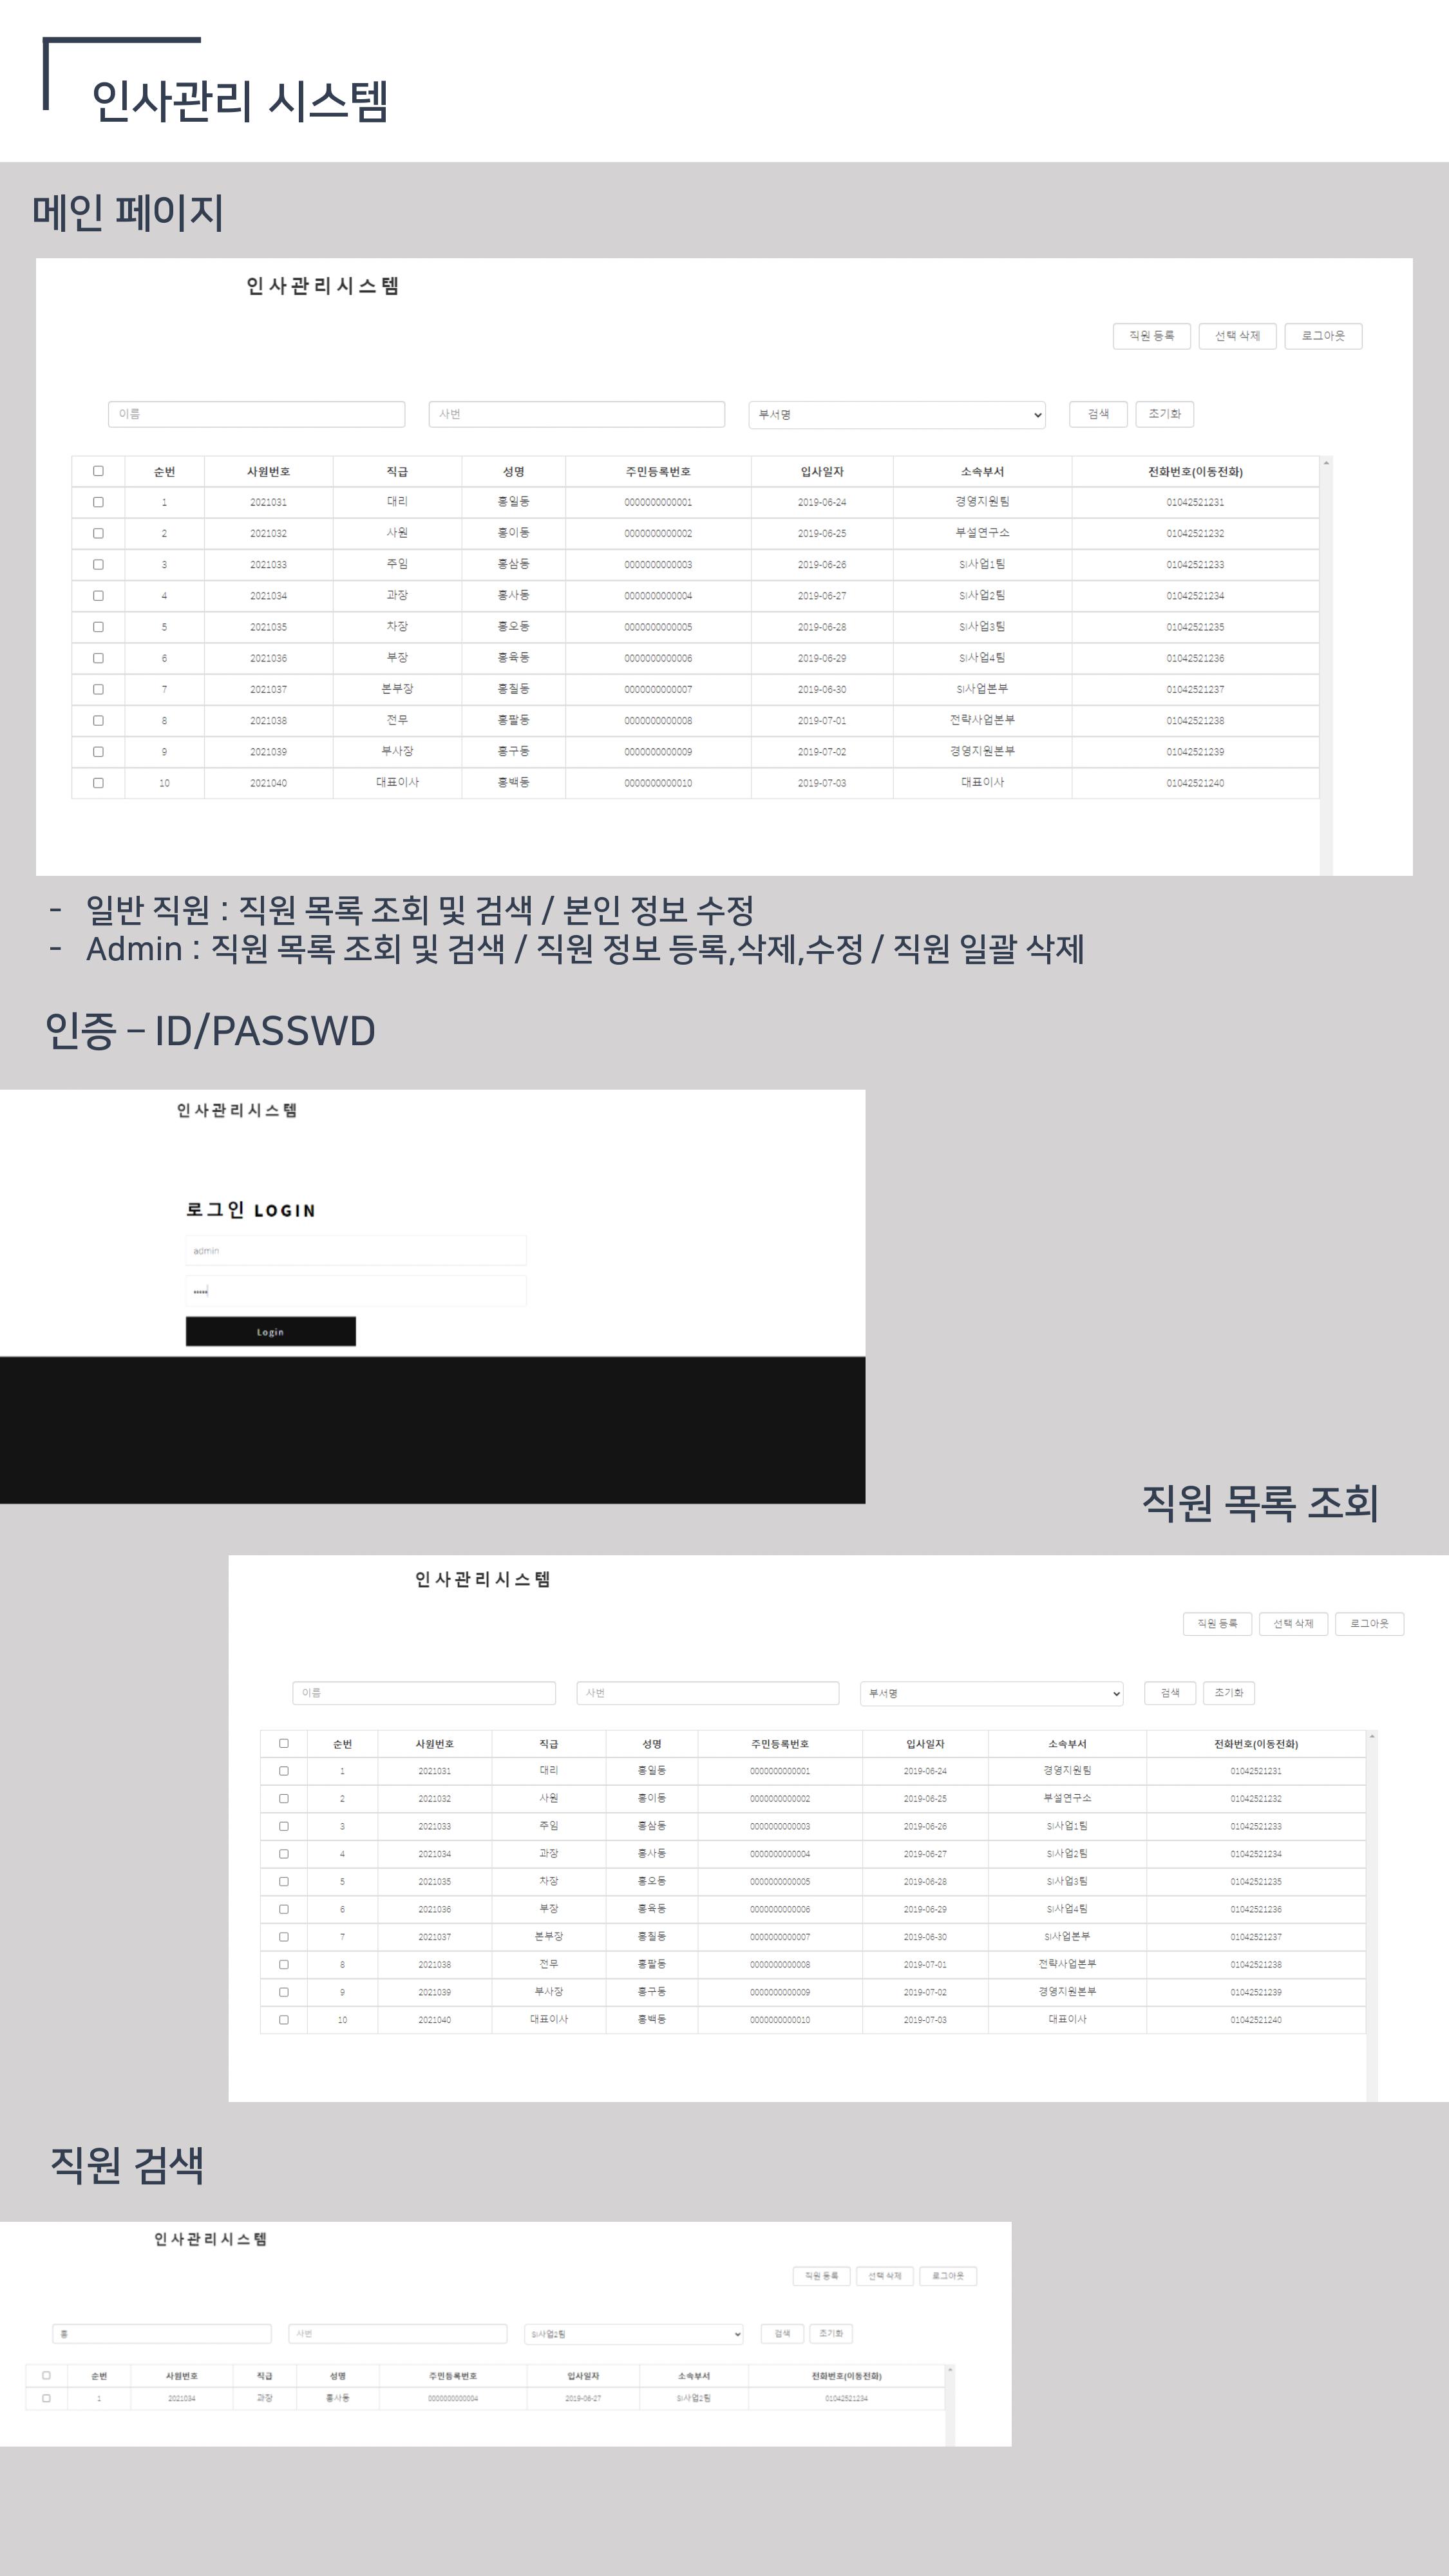 인사관리 시스템
메인 페이지
인사관리시스템
직원 등록 선택 삭제 로그아웃
이름 사번 부서명 검색 초기화
순번 사원번호 직급 성명 주민등록번호 입사일자 소속부서 전화번호(이동전화)
1 2021031 대리 홍일동 0000000000001 2019-06-24 경영지원팀 01042521231
2 2021032 사원 홍이동 0000000000002 2019-06-25 부설연구소 01042521232
3 2021033 주임 홍삼동 0000000000003 2019-06-26 SI사업1팀 01042521233
4 2021034 과장 홍사동 0000000000004 2019-06-27 SI사업2팀 01042521234
5 2021035 차장 홍오동 0000000000005 2019-06-28 SI사업3팀 01042521235
6 2021036 부장 홍육동 0000000000006 2019-06-29 SI사업4팀 01042521236
7 2021037 본부장 홍칠동 0000000000007 2019-06-30 SI사업본부 01042521237
8 2021038 전무 홍팔동 0000000000008 2019-07-01 전략사업본부 01042521238
9 2021039 부사장 홍구동 0000000000009 2019-07-02 경영지원본부 01042521239
10 2021040 대표이사 홍백동 0000000000010 2019-07-03 대표이사 01042521240
- 일반 직원 : 직원 목록 조회 및 검색 / 본인 정보 수정
- Admin : 직원 목록 조회 및 검색 / 직원 정보 등록,삭제,수정 / 직원 일괄 삭제
인증 – ID/PASSWD
인사관리시스템
로그인 LOGIN
admin
•••••
Login
직원 목록 조회
인사관리시스템
직원 등록 선택 삭제 로그아웃
이름 사번 부서명 검색 초기화
순번 사원번호 직급 성명 주민등록번호 입사일자 소속부서 전화번호(이동전화)
1 2021031 대리 홍일동 0000000000001 2019-06-24 경영지원팀 01042521231
2 2021032 사원 홍이동 0000000000002 2019-06-25 부설연구소 01042521232
3 2021033 주임 홍삼동 0000000000003 2019-06-26 SI사업1팀 01042521233
4 2021034 과장 홍사동 0000000000004 2019-06-27 SI사업2팀 01042521234
5 2021035 차장 홍오동 0000000000005 2019-06-28 SI사업3팀 01042521235
6 2021036 부장 홍육동 0000000000006 2019-06-29 SI사업4팀 01042521236
7 2021037 본부장 홍칠동 0000000000007 2019-06-30 SI사업본부 01042521237
8 2021038 전무 홍팔동 0000000000008 2019-07-01 전략사업본부 01042521238
9 2021039 부사장 홍구동 0000000000009 2019-07-02 경영지원본부 01042521239
10 2021040 대표이사 홍백동 0000000000010 2019-07-03 대표이사 01042521240
직원 검색
인사관리시스템
직원 등록 선택 삭제 로그아웃
홍 사번 SI사업2팀 검색 초기화
순번 사원번호 직급 성명 주민등록번호 입사일자 소속부서 전화번호(이동전화)
1 2021034 과장 홍사동 0000000000004 2019-06-27 SI사업2팀 01042521234